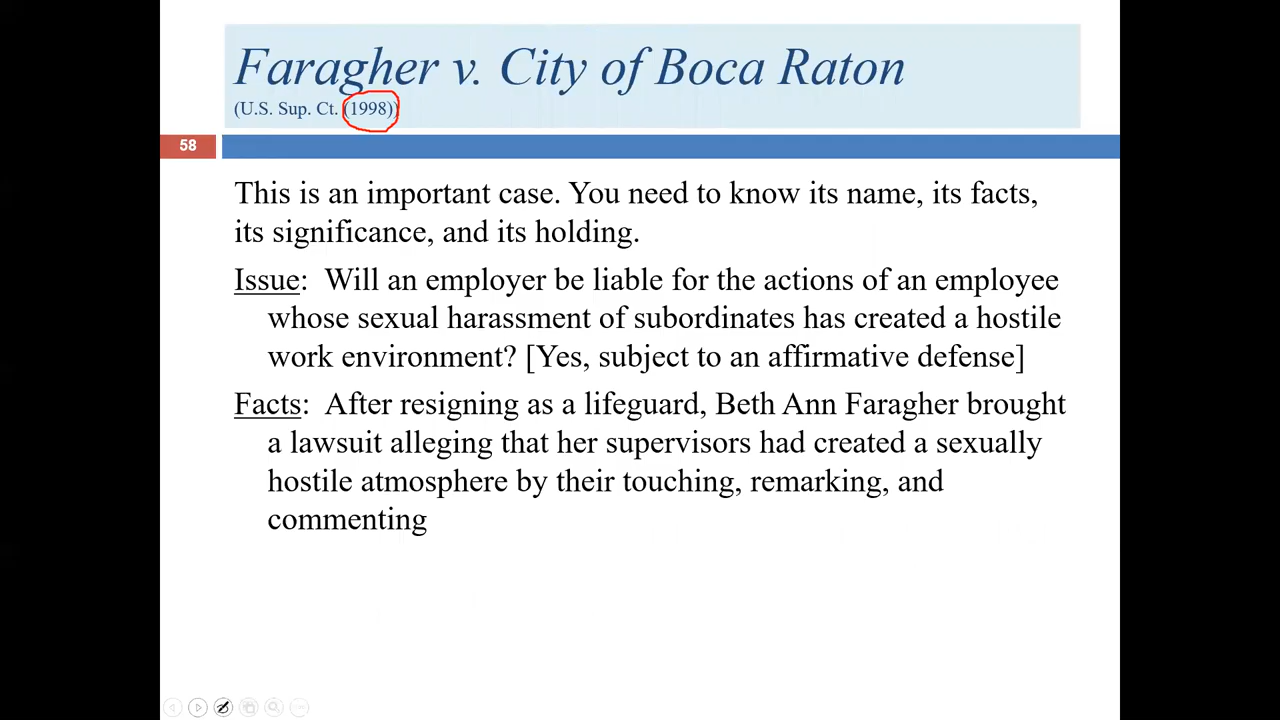 Faragher v. City of Boca Raton
(U.S. Sup. Ct. (1998))
58
This is an important case. You need to know its name, its facts,
its significance, and its holding.
Issue:  Will an employer be liable for the actions of an employee
whose sexual harassment of subordinates has created a hostile
work environment? [Yes, subject to an affirmative defense]
Facts:  After resigning as a lifeguard, Beth Ann Faragher brought
a lawsuit alleging that her supervisors had created a sexually
hostile atmosphere by their touching, remarking, and
commenting